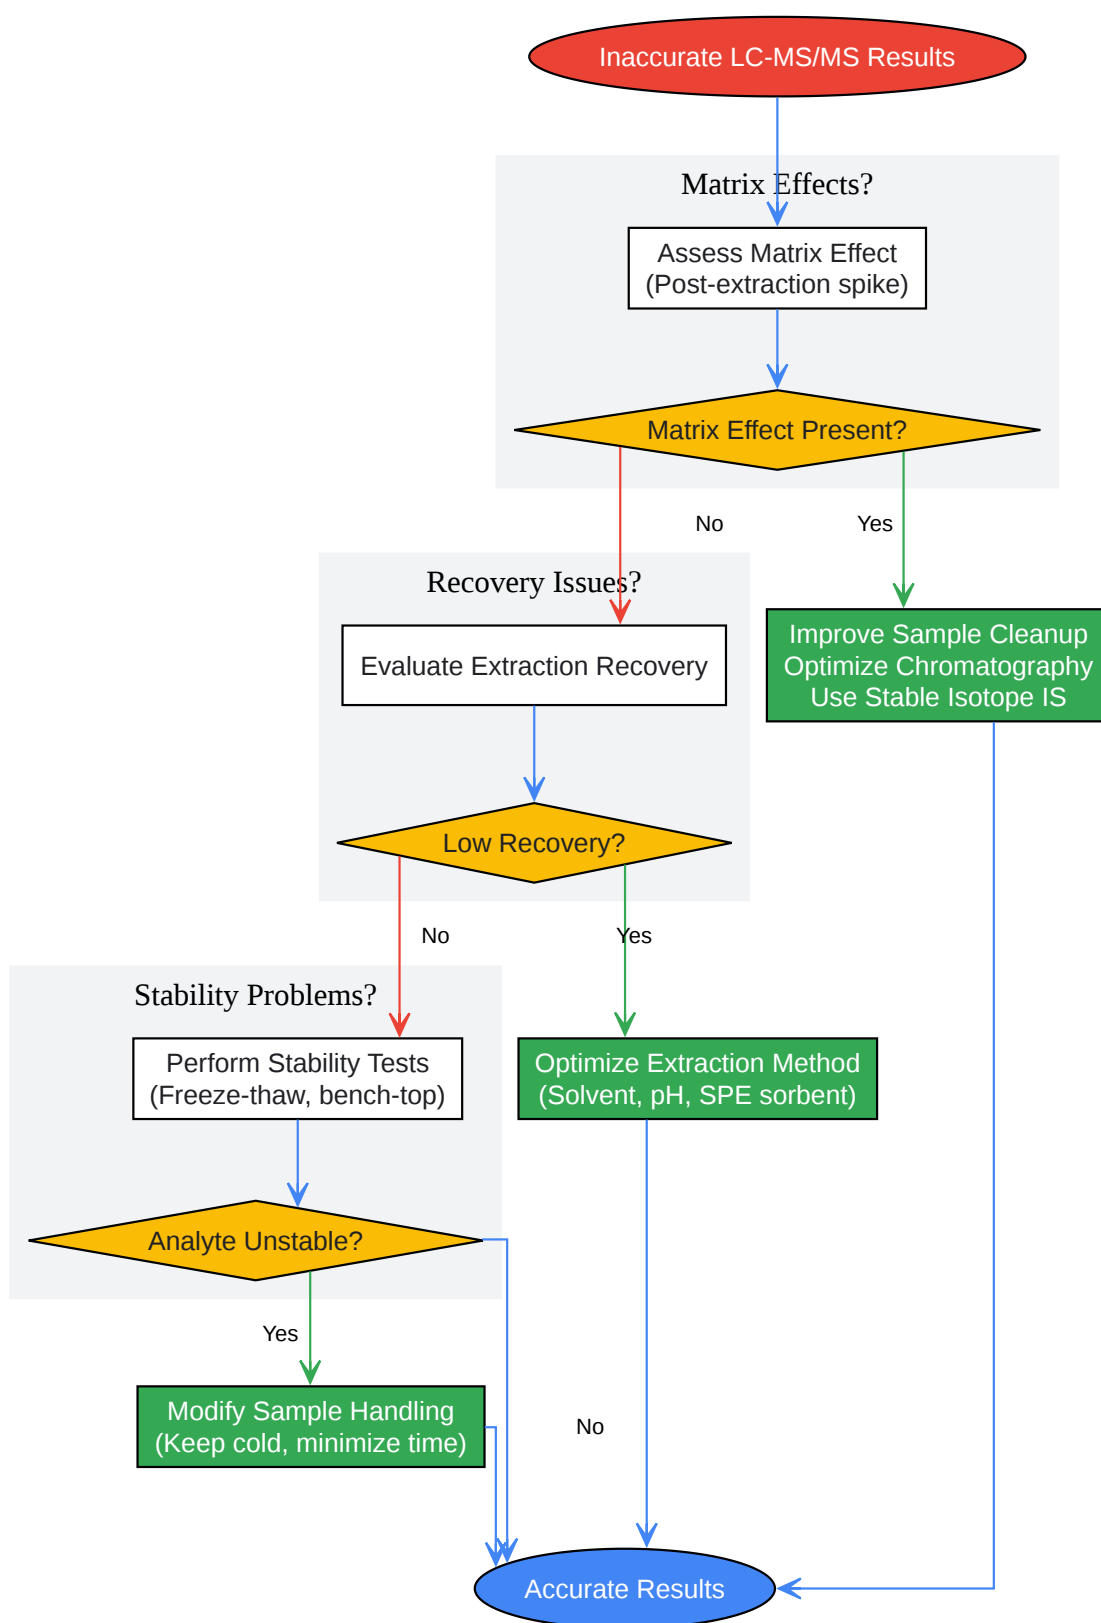 Inaccurate LC-MS/MS Results
Matrix Effects?
Assess Matrix Effect
(Post-extraction spike)
Matrix Effect Present?
No
Yes
Recovery Issues?
Evaluate Extraction Recovery
Improve Sample Cleanup
Optimize Chromatography
Use Stable Isotope IS
Low Recovery?
No
Yes
Stability Problems?
Perform Stability Tests
(Freeze-thaw, bench-top)
Optimize Extraction Method
(Solvent, pH, SPE sorbent)
Analyte Unstable?
Yes
Modify Sample Handling
(Keep cold, minimize time)
No
Accurate Results